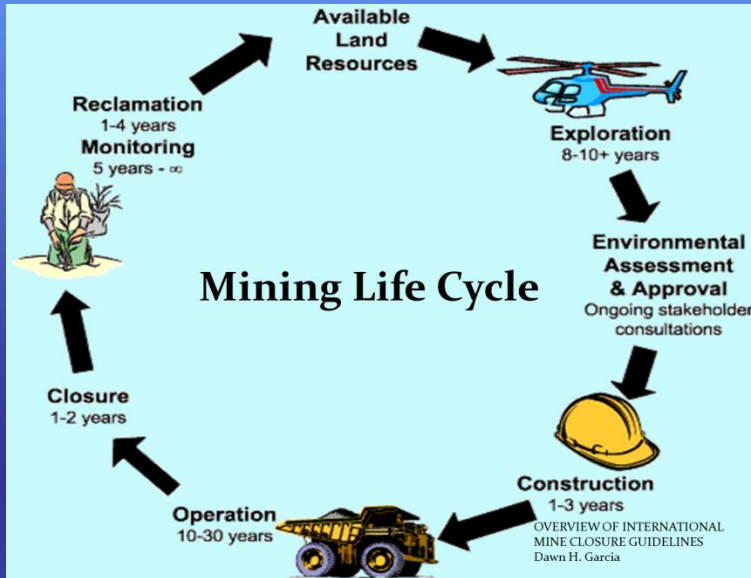 Available
Land
Resources
Exploration
8-10+ years
Environmental
Assessment
& Approval
Ongoing stakeholder
consultations
Construction
1-3 years
Operation
10-30 years
Closure
1-2 years
Reclamation
1-4 years
Monitoring
5 years - ∞
Mining Life Cycle
OVERVIEW OF INTERNATIONAL
MINE CLOSURE GUIDELINES
Dawn H. Garcia